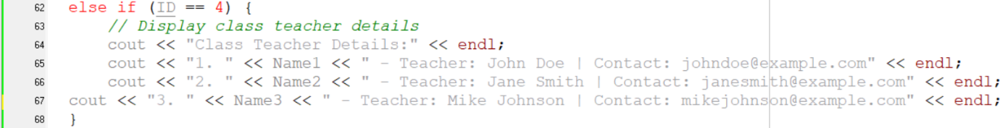 62 else if (ID == 4) {
63 // Display class teacher details
64 cout << "Class Teacher Details:" << endl;
65 cout << "1. " << Name1 << " - Teacher: John Doe | Contact: johndoe@example.com" << endl;
66 cout << "2. " << Name2 << " - Teacher: Jane Smith | Contact: janesmith@example.com" << endl;
67 cout << "3. " << Name3 << " - Teacher: Mike Johnson | Contact: mikejohnson@example.com" << endl;
68 }